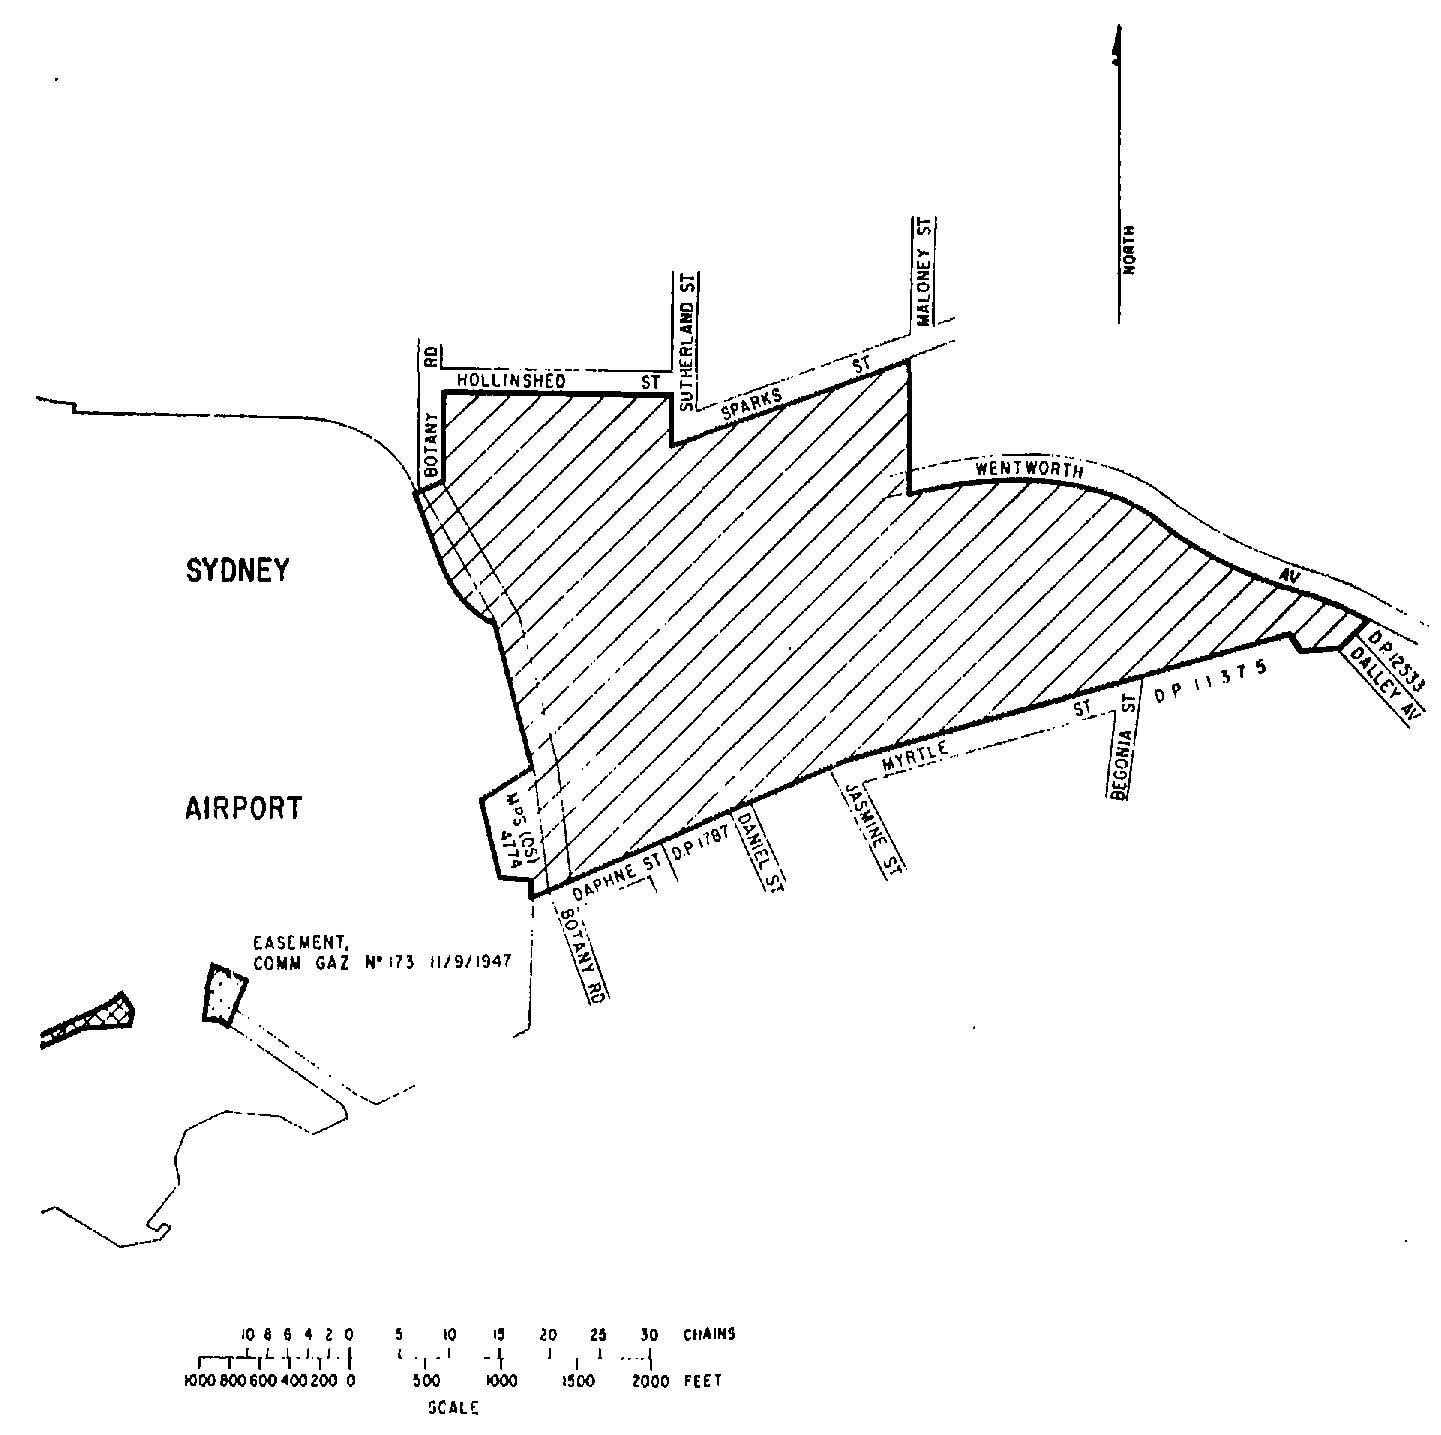 NORTH
MALONEY ST
SUTHERLAND ST
RD
BOTANY
HOLLINSHED ST
SPARKS ST
WENTWORTH AV
SYDNEY
AIRPORT
DP 12533
DALLEY AV
DP 11375
BEGONIA ST
MYRTLE ST
JASMINE ST
DANIEL ST
DP 1787
DAPHNE ST
BOTANY RD
MPS (OS)
4774
EASEMENT,
COMM GAZ Nº 173 11/9/1947
10 8 6 4 2 0 5 10 15 20 25 30 CHAINS
1000 800 600 400 200 0 500 1000 1500 2000 FEET
SCALE